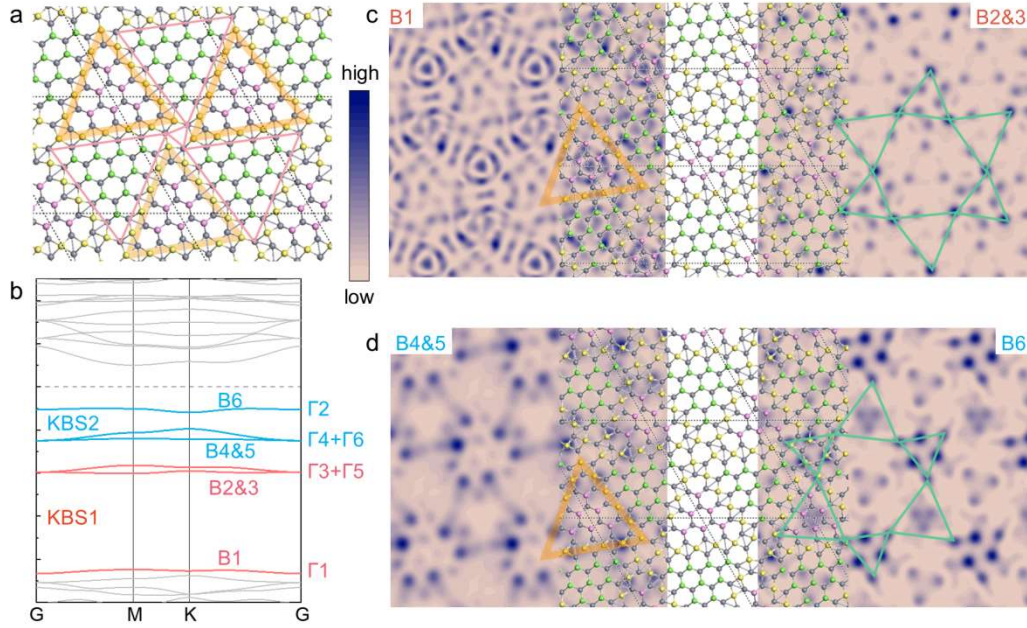 a
high
low
b
B6
KBS2
B4&5
B2&3
KBS1
B1
Γ2
Γ4+Γ6
Γ3+Γ5
Γ1
G
M
K
G
c
B1
B2&3
d
B4&5
B6